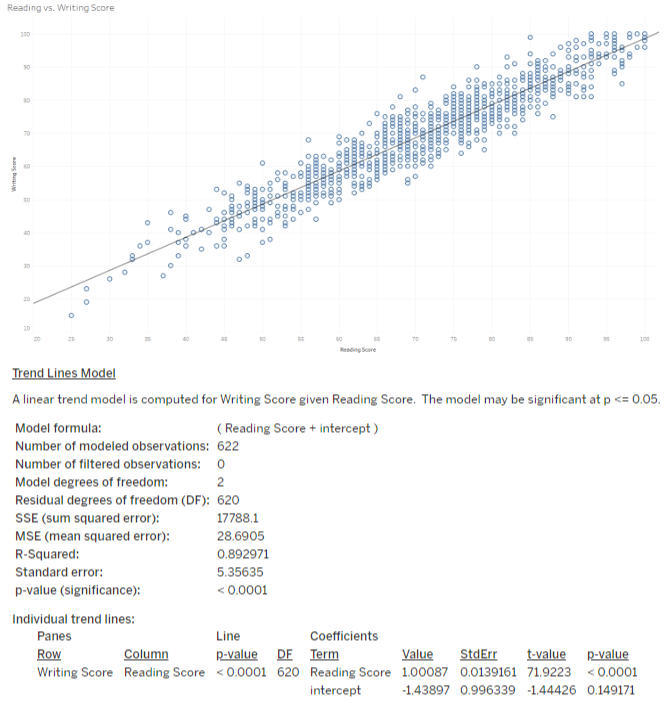 Reading vs. Writing Score
100
90
80
70
60
50
40
30
20
10
Writing Score
20 25 30 35 40 45 50 55 60 65 70 75 80 85 90 95 100
Reading Score
Trend Lines Model
A linear trend model is computed for Writing Score given Reading Score. The model may be significant at p <= 0.05.
Model formula: ( Reading Score + intercept )
Number of modeled observations: 622
Number of filtered observations: 0
Model degrees of freedom: 2
Residual degrees of freedom (DF): 620
SSE (sum squared error): 17788.1
MSE (mean squared error): 28.6905
R-Squared: 0.892971
Standard error: 5.35635
p-value (significance): < 0.0001
Individual trend lines:
Panes Line Coefficients
Row Column p-value DF Term Value StdErr t-value p-value
Writing Score Reading Score < 0.0001 620 Reading Score 1.00087 0.0139161 71.9223 < 0.0001
intercept -1.43897 0.996339 -1.44426 0.149171